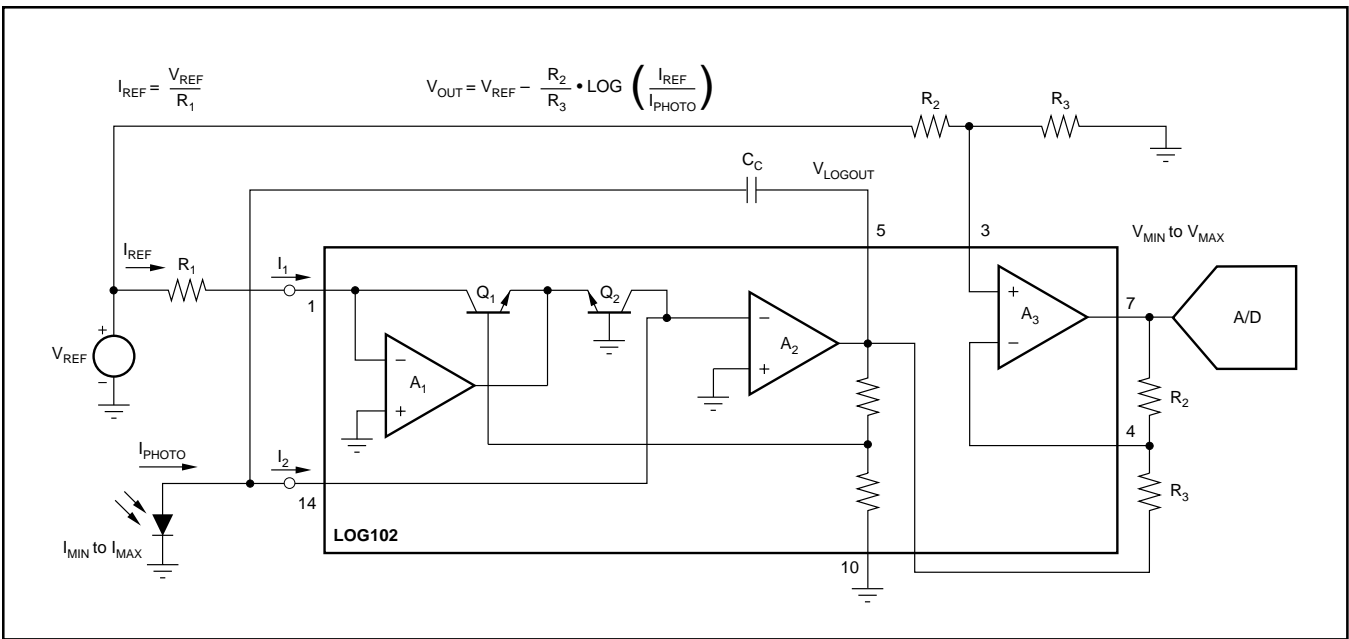 I_REF = V_REF / R_1
V_OUT = V_REF – R_2 / R_3 • LOG ( I_REF / I_PHOTO )
R_2
R_3
C_C
V_LOGOUT
5
3
V_MIN to V_MAX
I_REF
R_1
I_1
1
Q_1
Q_2
+
–
A_3
7
A/D
V_REF
+
–
–
+
A_1
–
+
A_2
R_2
4
I_PHOTO
I_2
14
R_3
I_MIN to I_MAX
LOG102
10